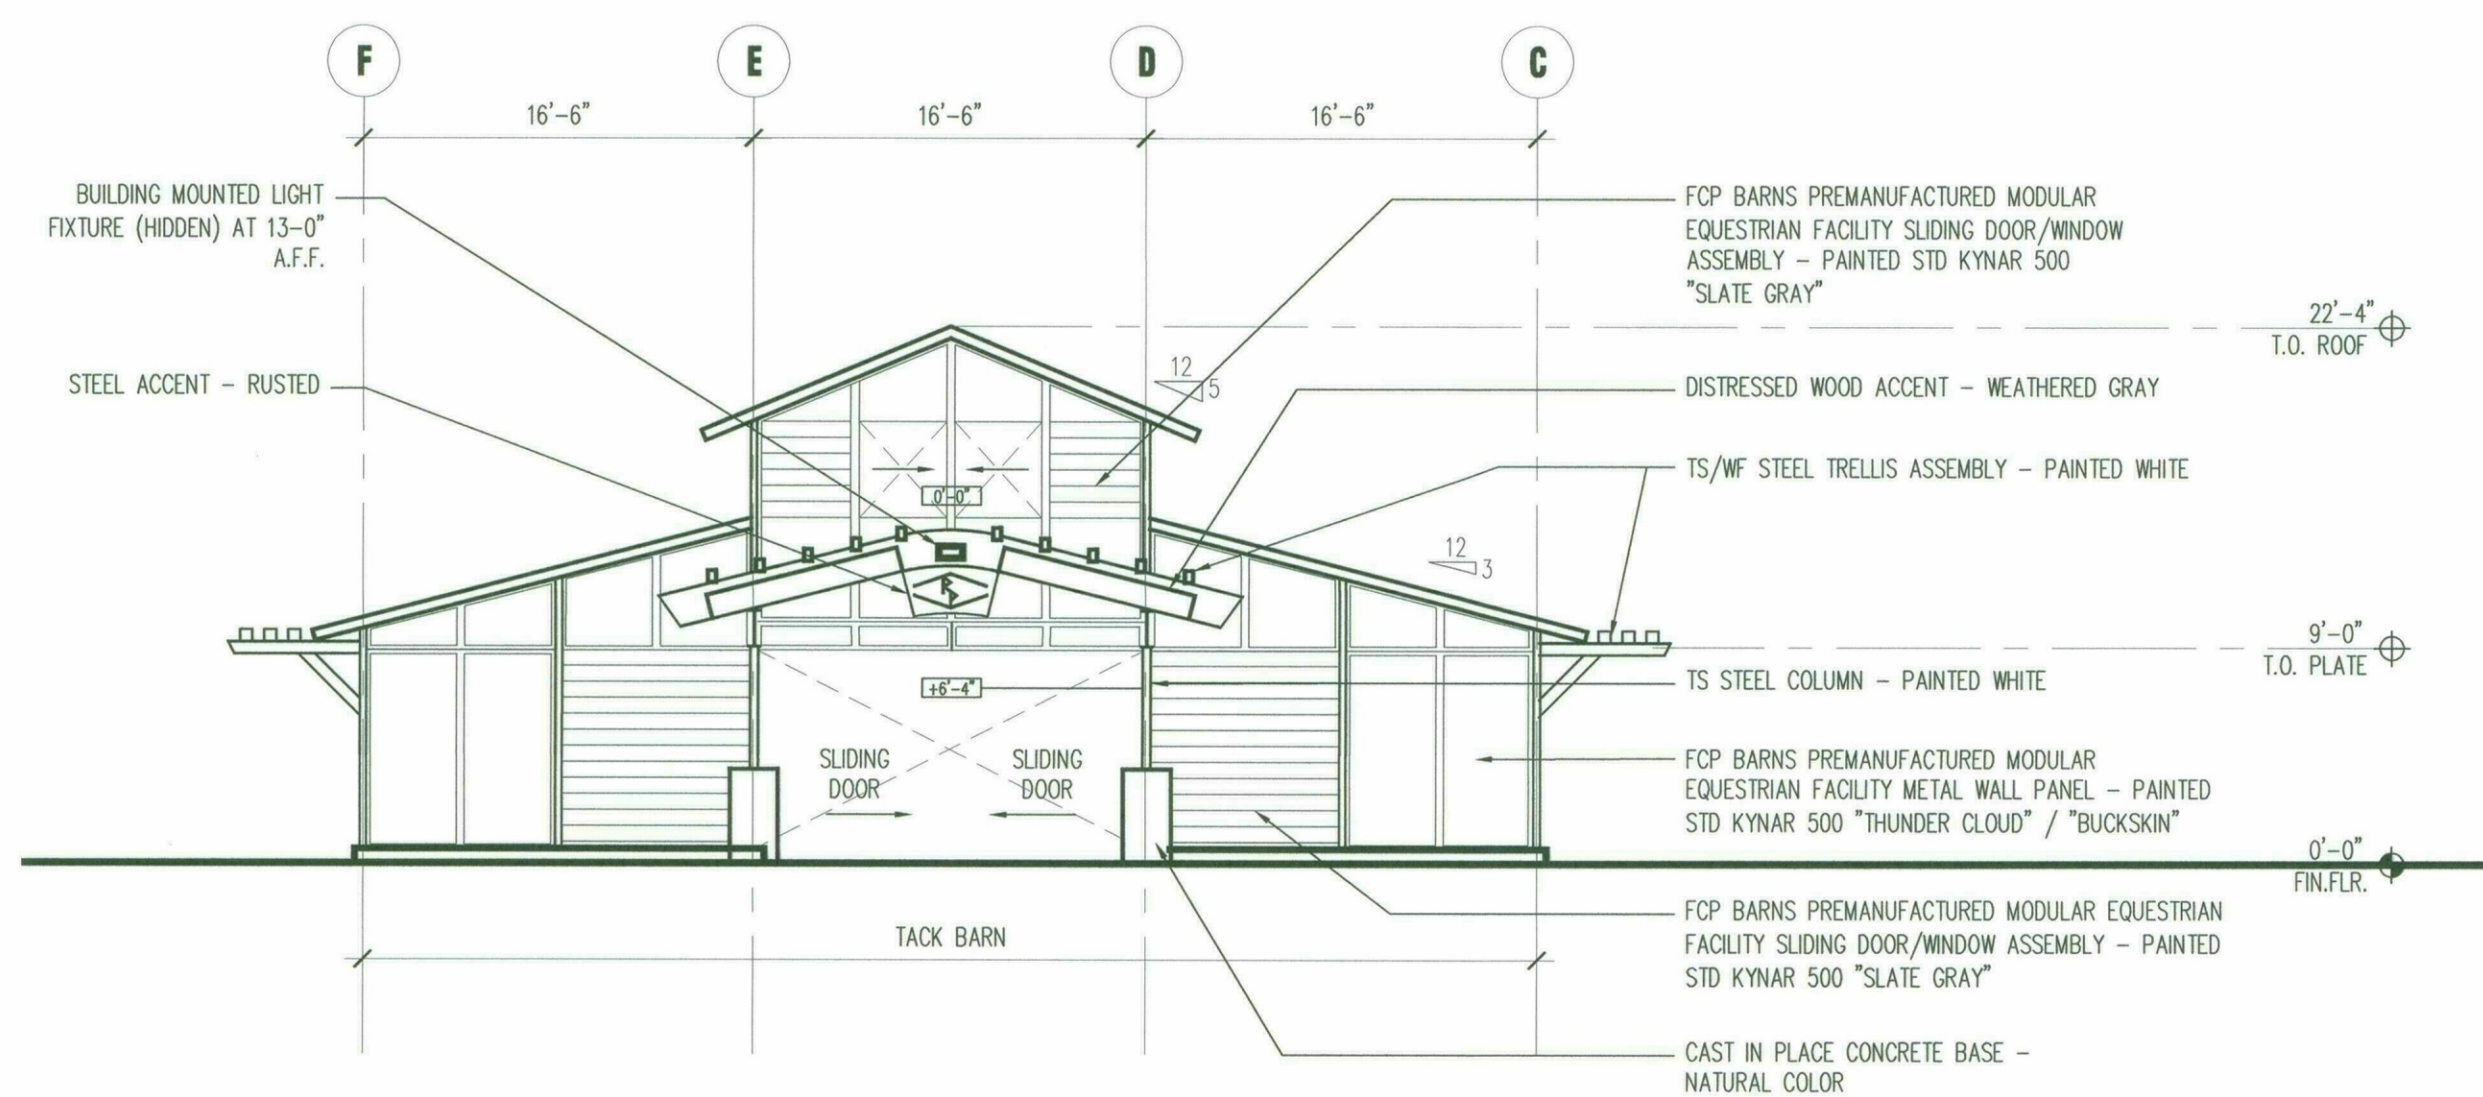 F
E
D
C
16'-6"
16'-6"
16'-6"
BUILDING MOUNTED LIGHT
FIXTURE (HIDDEN) AT 13-0"
A.F.F.
STEEL ACCENT – RUSTED
FCP BARNS PREMANUFACTURED MODULAR
EQUESTRIAN FACILITY SLIDING DOOR/WINDOW
ASSEMBLY – PAINTED STD KYNAR 500
"SLATE GRAY"
22'-4"
T.O. ROOF
12
5
DISTRESSED WOOD ACCENT – WEATHERED GRAY
TS/WF STEEL TRELLIS ASSEMBLY – PAINTED WHITE
0'-0"
12
3
9'-0"
T.O. PLATE
+6'-4"
TS STEEL COLUMN – PAINTED WHITE
SLIDING
DOOR
SLIDING
DOOR
FCP BARNS PREMANUFACTURED MODULAR
EQUESTRIAN FACILITY METAL WALL PANEL – PAINTED
STD KYNAR 500 "THUNDER CLOUD" / "BUCKSKIN"
0'-0"
FIN.FLR.
FCP BARNS PREMANUFACTURED MODULAR EQUESTRIAN
FACILITY SLIDING DOOR/WINDOW ASSEMBLY – PAINTED
STD KYNAR 500 "SLATE GRAY"
TACK BARN
CAST IN PLACE CONCRETE BASE –
NATURAL COLOR